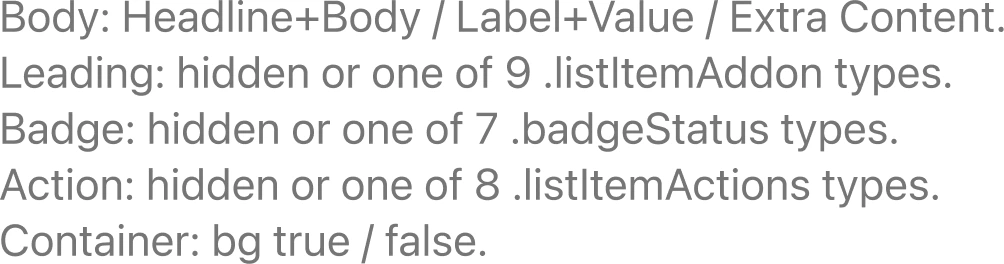 Body: Headline+Body / Label+Value / Extra Content.
Leading: hidden or one of 9 .listItemAddon types.
Badge: hidden or one of 7 .badgeStatus types.
Action: hidden or one of 8 .listItemActions types.
Container: bg true / false.